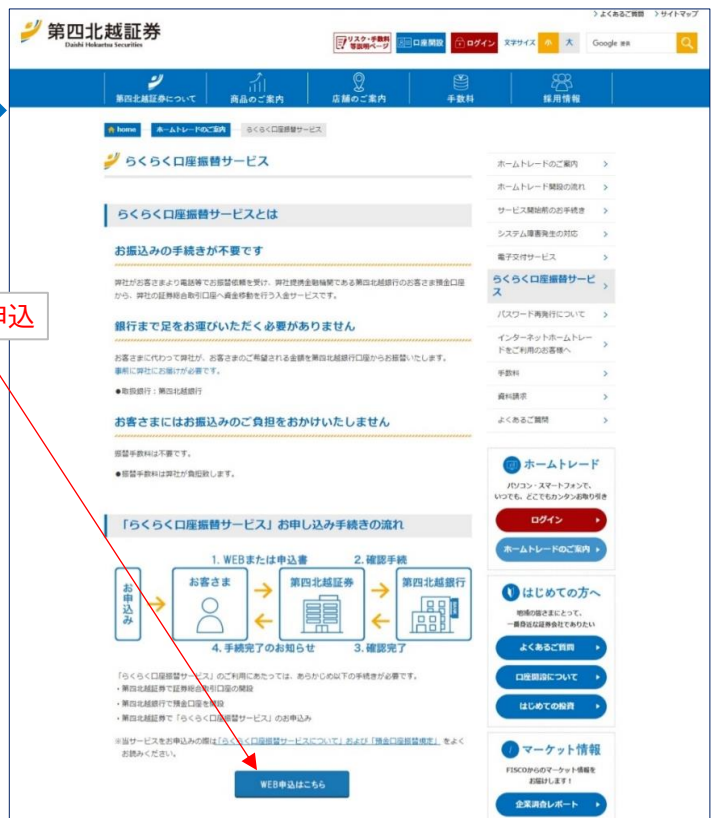 > よくあるご質問 > サイトマップ
第四北越証券
Daishi Hokuetsu Securities
リスク・手数料
等説明ページ
口座開設
ログイン
文字サイズ 小 大
Google 提供
第四北越証券について
商品のご案内
店舗のご案内
手数料
採用情報
home
ホームトレードのご案内
らくらく口座振替サービス
らくらく口座振替サービス
らくらく口座振替サービスとは
お振込みの手続きが不要です
弊社がお客さまより電話等でお振替依頼を受け、弊社提携金融機関である第四北越銀行のお客さま預金口座
から、弊社の証券総合取引口座へ資金移動を行う入金サービスです。
申込
銀行まで足をお運びいただく必要がありません
お客さまに代わって弊社が、お客さまのご希望される金額を第四北越銀行口座からお振替いたします。
事前に弊社にお届けが必要です。
●取扱銀行：第四北越銀行
お客さまにはお振込みのご負担をおかけいたしません
振替手数料は不要です。
●振替手数料は弊社が負担致します。
「らくらく口座振替サービス」お申し込み手続きの流れ
1. WEBまたは申込書
2. 確認手続
お申込み
お客さま
第四北越証券
第四北越銀行
4. 手続完了のお知らせ
3. 確認完了
「らくらく口座振替サービス」のご利用にあたっては、あらかじめ以下の手続きが必要です。
・第四北越証券で証券総合取引口座の開設
・第四北越銀行で預金口座を開設
・第四北越証券で「らくらく口座振替サービス」のお申込み
※当サービスをお申込みの際は「らくらく口座振替サービスについて」および「預金口座振替規定」をよく
お読みください。
WEB申込はこちら
ホームトレードのご案内
ホームトレード開設の流れ
サービス開始前のお手続き
システム障害発生の対応
電子交付サービス
らくらく口座振替サービ
ス
パスワード再発行について
インターネットホームトレー
ドをご利用のお客様へ
手数料
資料請求
よくあるご質問
ホームトレード
パソコン・スマートフォンで、
いつでも、どこでもカンタンお取り引き
ログイン
ホームトレードのご案内
はじめての方へ
地域の皆さまにとって、
一番身近な証券会社でありたい
よくあるご質問
口座開設について
はじめての投資
マーケット情報
FISCOからのマーケット情報を
お届けします！
企業調査レポート